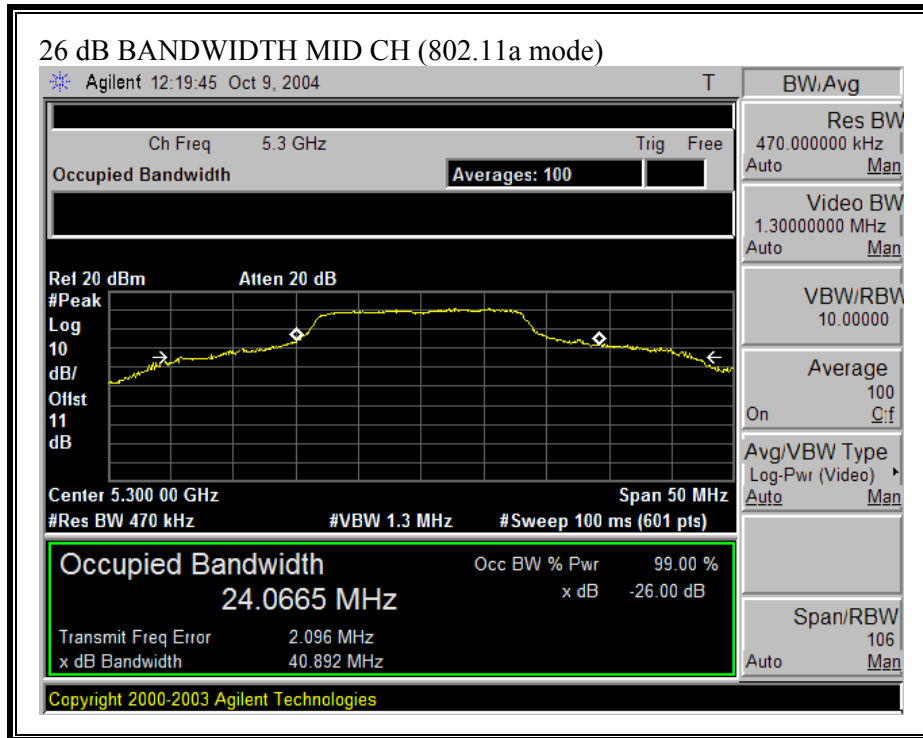 26 dB BANDWIDTH MID CH (802.11a mode)
Agilent 12:19:45 Oct 9, 2004 T
BW/Avg
Ch Freq 5.3 GHz Trig Free
Occupied Bandwidth Averages: 100
Res BW
470.000000 kHz
Auto Man
Video BW
1.30000000 MHz
Auto Man
VBW/RBW
10.00000
Average
100
On Off
Avg/VBW Type
Log-Pwr (Video)
Auto Man
Span/RBW
106
Auto Man
Ref 20 dBm Atten 20 dB
#Peak
Log
10
dB/
Offst
11
dB
Center 5.300 00 GHz Span 50 MHz
#Res BW 470 kHz #VBW 1.3 MHz #Sweep 100 ms (601 pts)
Occupied Bandwidth
24.0665 MHz
Occ BW % Pwr 99.00 %
x dB -26.00 dB
Transmit Freq Error 2.096 MHz
x dB Bandwidth 40.892 MHz
Copyright 2000-2003 Agilent Technologies